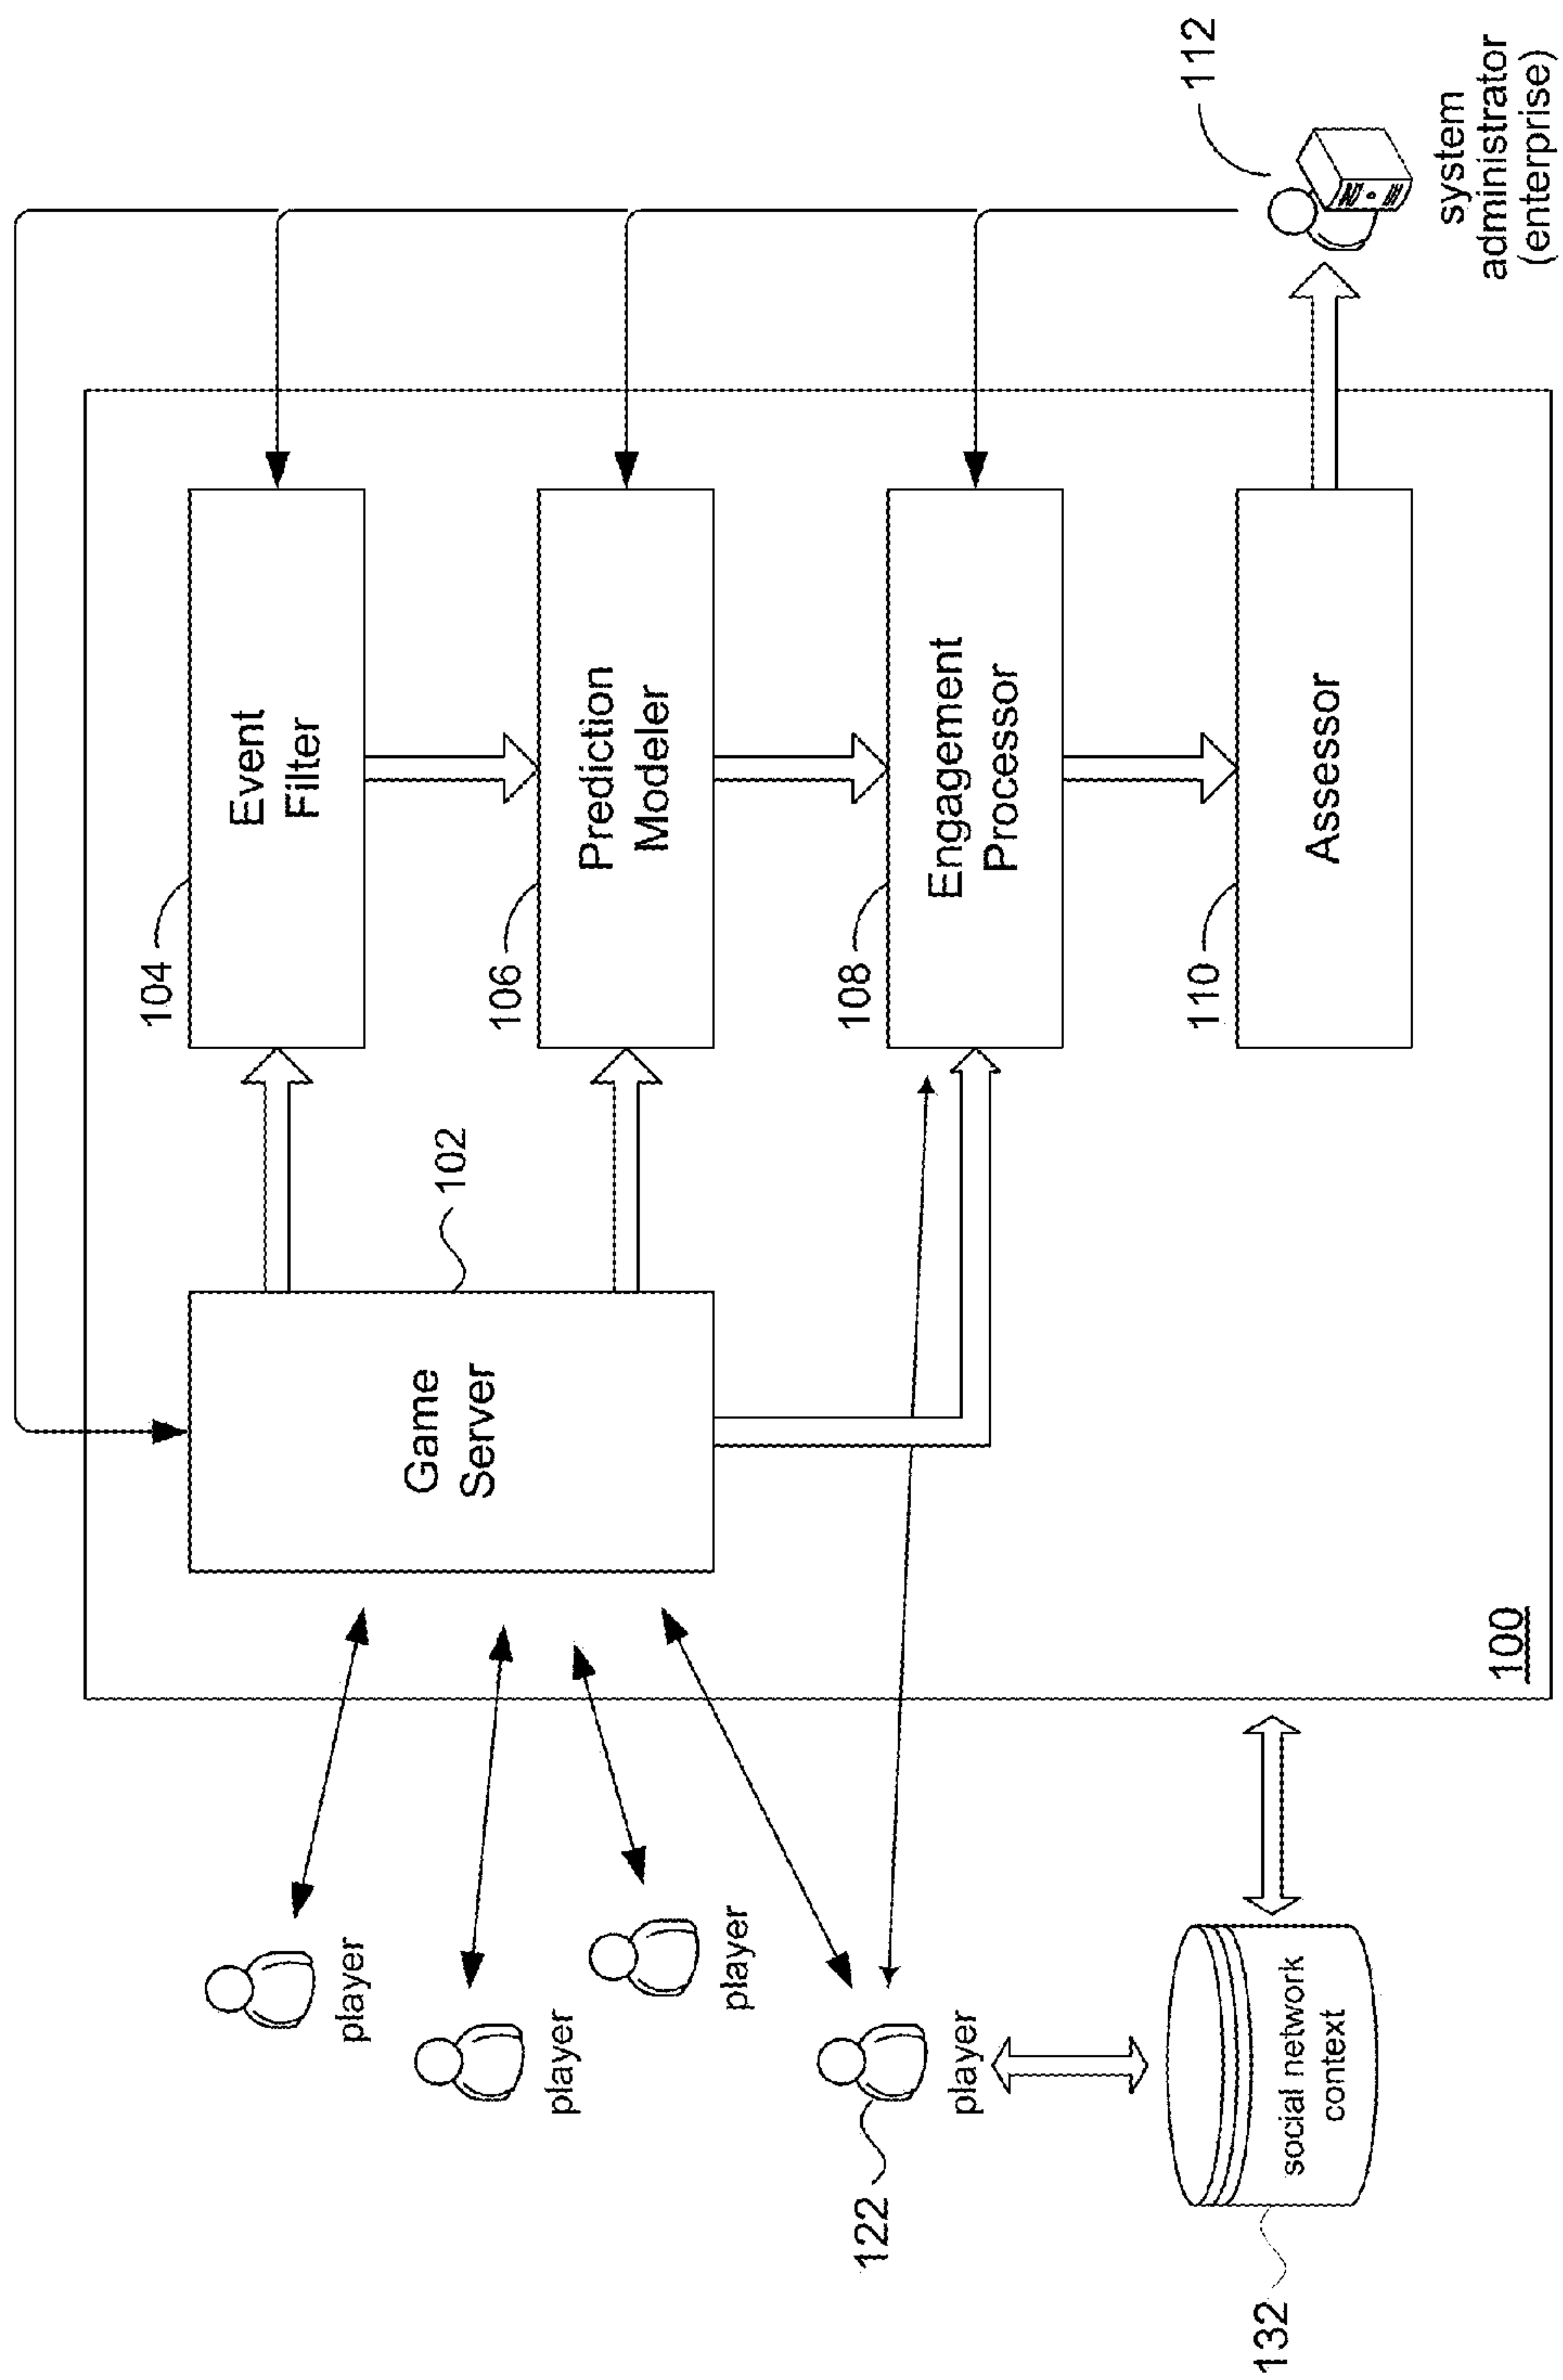 player
player
player
122
player
132
social network
context
100
Game
Server
102
104
Event
Filter
106
Prediction
Modeler
108
Engagement
Processor
110
Assessor
112
system
administrator
(enterprise)